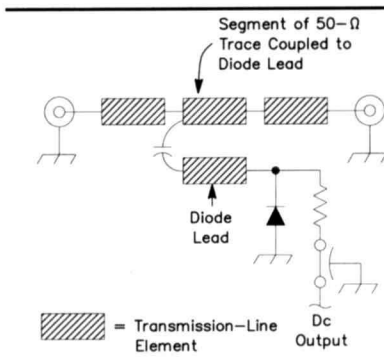 Segment of 50-Ω
Trace Coupled to
Diode Lead
Diode
Lead
= Transmission-Line
Element
Dc
Output